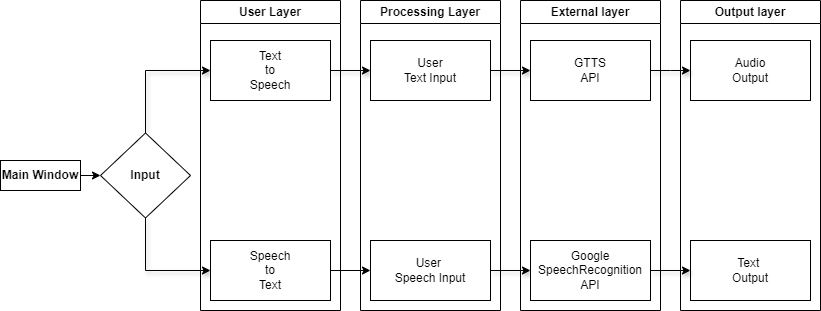 User Layer
Processing Layer
External layer
Output layer
Text
to
Speech
User
Text Input
GTTS
API
Audio
Output
Main Window
Input
Speech
to
Text
User
Speech Input
Google
SpeechRecognition
API
Text
Output